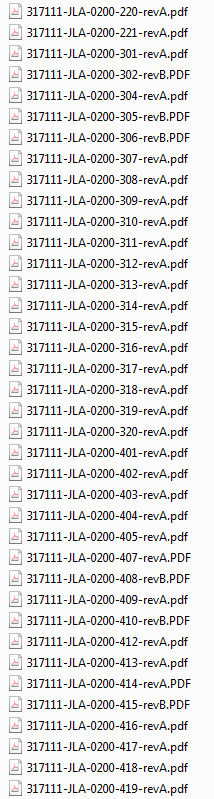 317111-JLA-0200-220-revA.pdf
317111-JLA-0200-221-revA.pdf
317111-JLA-0200-301-revA.pdf
317111-JLA-0200-302-revB.PDF
317111-JLA-0200-304-revA.pdf
317111-JLA-0200-305-revB.PDF
317111-JLA-0200-306-revB.PDF
317111-JLA-0200-307-revA.pdf
317111-JLA-0200-308-revA.pdf
317111-JLA-0200-309-revA.pdf
317111-JLA-0200-310-revA.pdf
317111-JLA-0200-311-revA.pdf
317111-JLA-0200-312-revA.pdf
317111-JLA-0200-313-revA.pdf
317111-JLA-0200-314-revA.pdf
317111-JLA-0200-315-revA.pdf
317111-JLA-0200-316-revA.pdf
317111-JLA-0200-317-revA.pdf
317111-JLA-0200-318-revA.pdf
317111-JLA-0200-319-revA.pdf
317111-JLA-0200-320-revA.pdf
317111-JLA-0200-401-revA.pdf
317111-JLA-0200-402-revA.pdf
317111-JLA-0200-403-revA.pdf
317111-JLA-0200-404-revA.pdf
317111-JLA-0200-405-revA.pdf
317111-JLA-0200-407-revA.PDF
317111-JLA-0200-408-revB.PDF
317111-JLA-0200-409-revA.pdf
317111-JLA-0200-410-revB.PDF
317111-JLA-0200-412-revA.pdf
317111-JLA-0200-413-revA.pdf
317111-JLA-0200-414-revA.PDF
317111-JLA-0200-415-revB.PDF
317111-JLA-0200-416-revA.pdf
317111-JLA-0200-417-revA.pdf
317111-JLA-0200-418-revA.pdf
317111-JLA-0200-419-revA.pdf